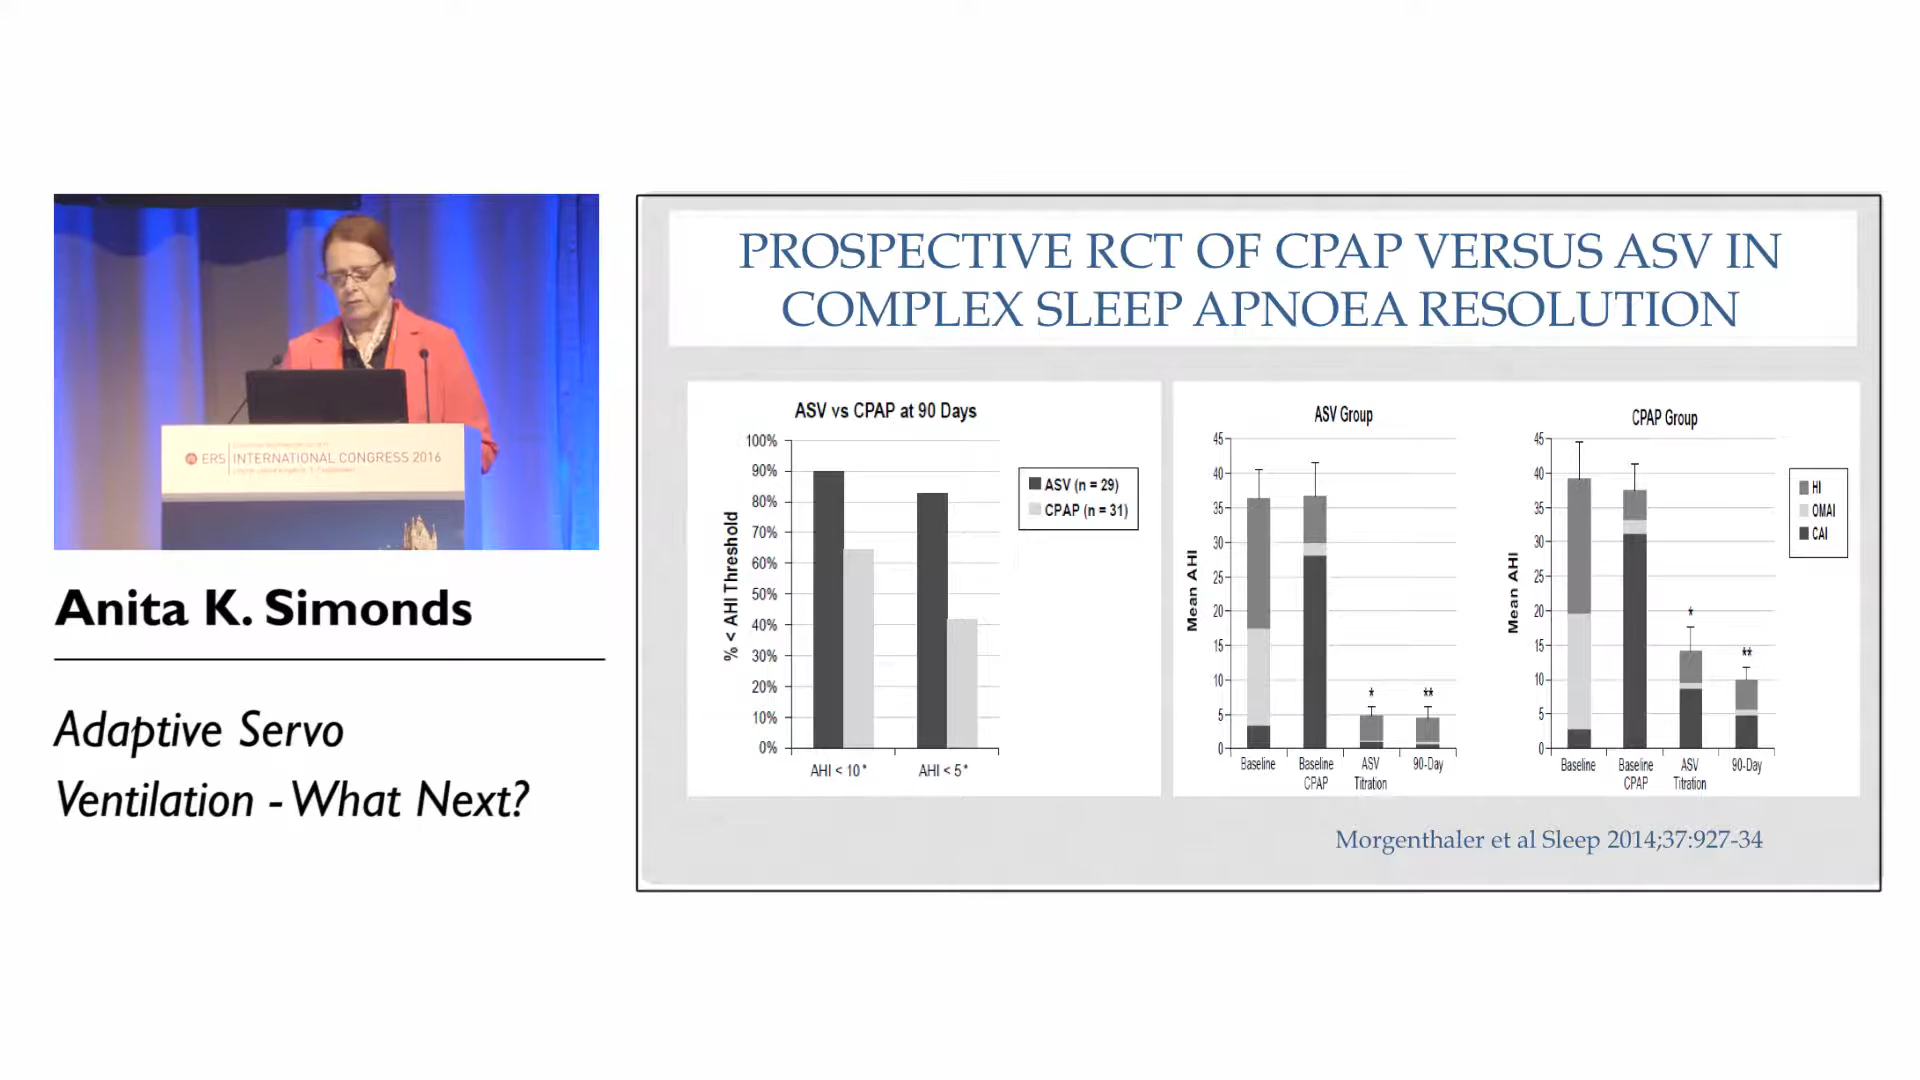 ERS INTERNATIONAL CONGRESS 2016
Anita K. Simonds
Adaptive Servo
Ventilation - What Next?
PROSPECTIVE RCT OF CPAP VERSUS ASV IN
COMPLEX SLEEP APNOEA RESOLUTION
ASV vs CPAP at 90 Days
% < AHI Threshold
100%
90%
80%
70%
60%
50%
40%
30%
20%
10%
0%
AHI < 10*
AHI < 5*
ASV (n = 29)
CPAP (n = 31)
ASV Group
Mean AHI
45
40
35
30
25
20
15
10
5
0
*
**
Baseline
Baseline
CPAP
ASV
Titration
90-Day
CPAP Group
Mean AHI
45
40
35
30
25
20
15
10
5
0
*
**
Baseline
Baseline
CPAP
ASV
Titration
90-Day
HI
OMAI
CAI
Morgenthaler et al Sleep 2014;37:927-34